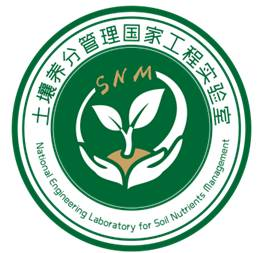 土壤养分管理国家工程实验室
SNM
National Engineering Laboratory for Soil Nutrients Management